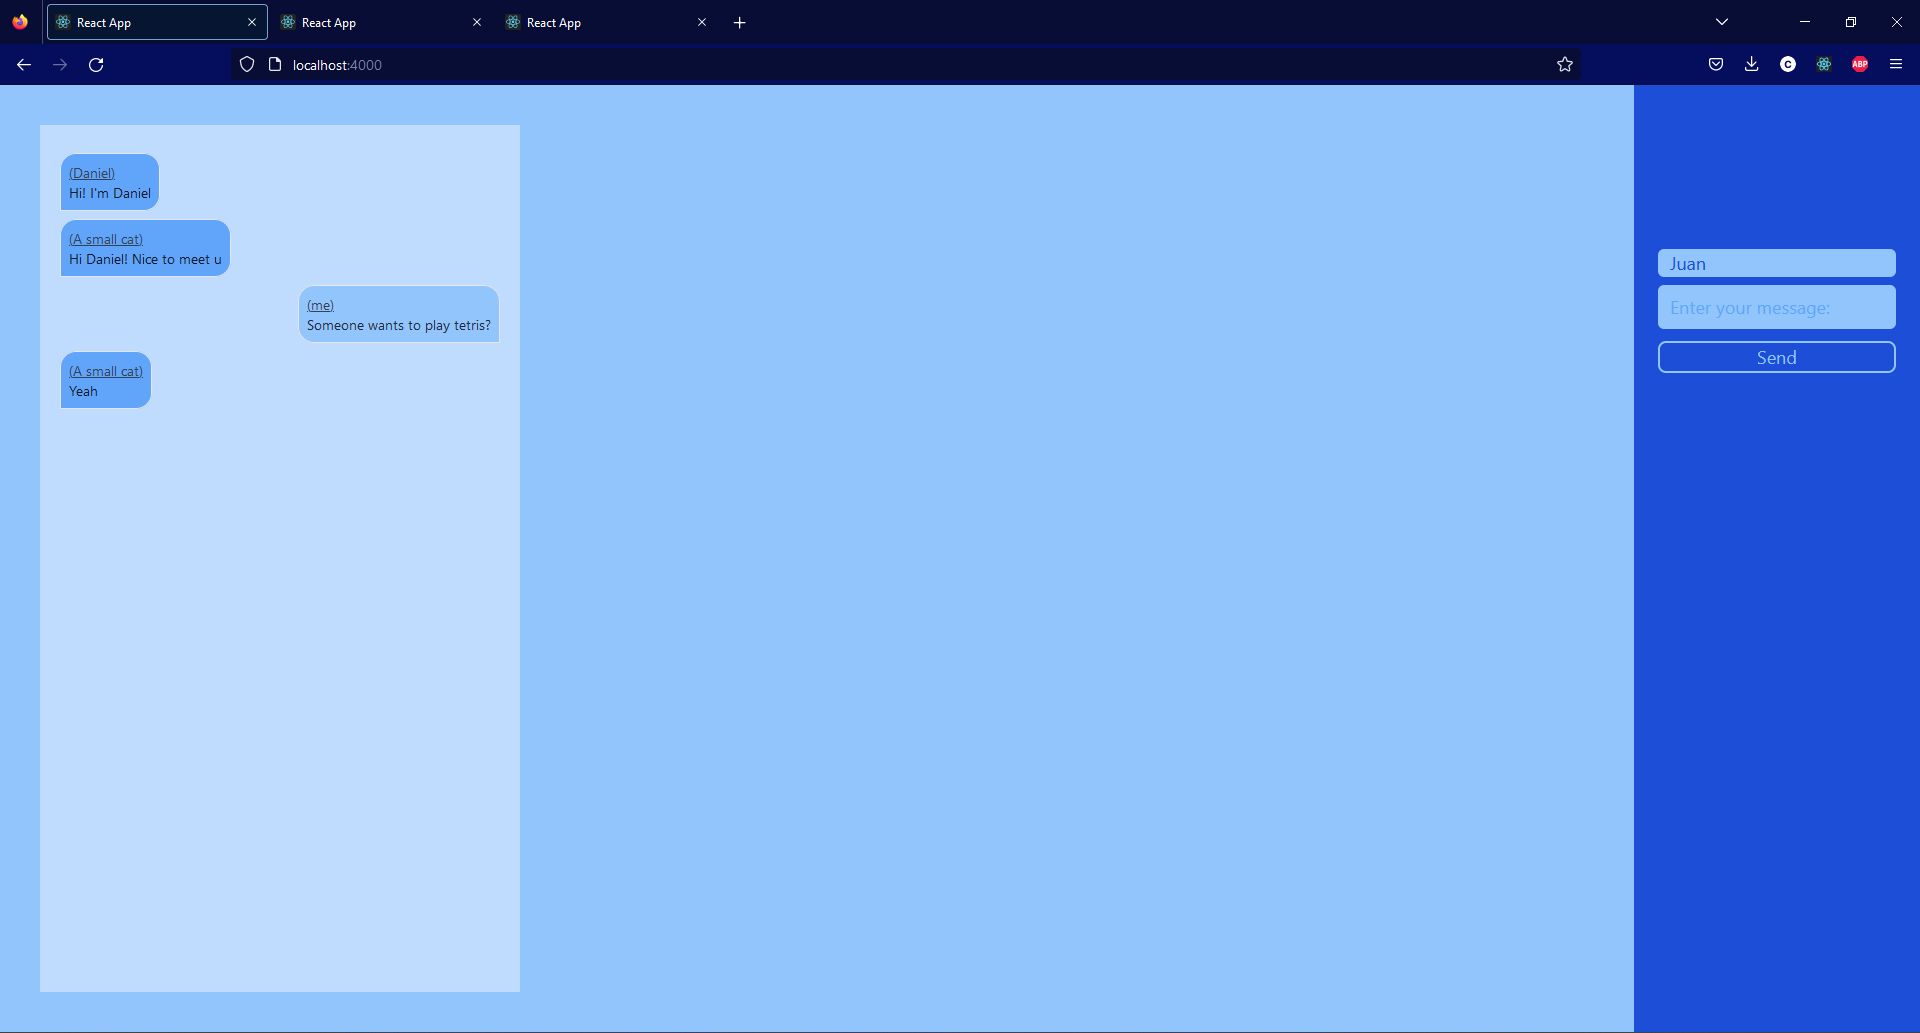 React App
React App
React App
localhost:4000
C
ABP
(Daniel)
Hi! I'm Daniel
(A small cat)
Hi Daniel! Nice to meet u
(me)
Someone wants to play tetris?
(A small cat)
Yeah
Juan
Enter your message:
Send